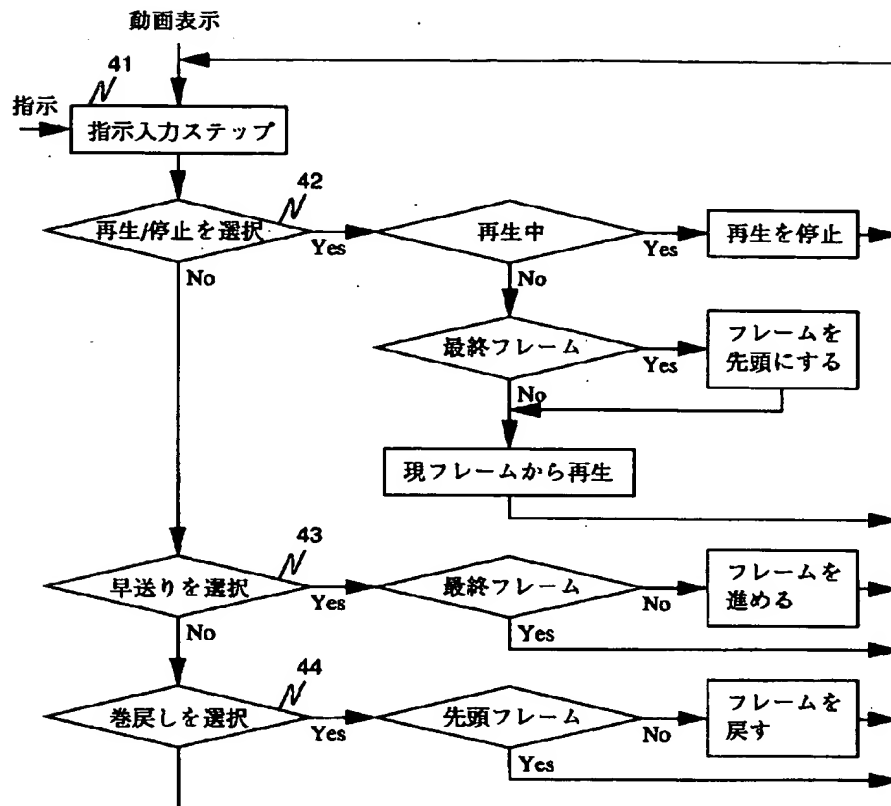 動画表示
41
指示
指示入力ステップ
42
再生/停止を選択
Yes
再生中
Yes
再生を停止
No
No
最終フレーム
Yes
フレームを
先頭にする
No
現フレームから再生
43
早送りを選択
Yes
最終フレーム
No
フレームを
進める
No
Yes
44
巻戻しを選択
Yes
先頭フレーム
No
フレームを
戻す
Yes